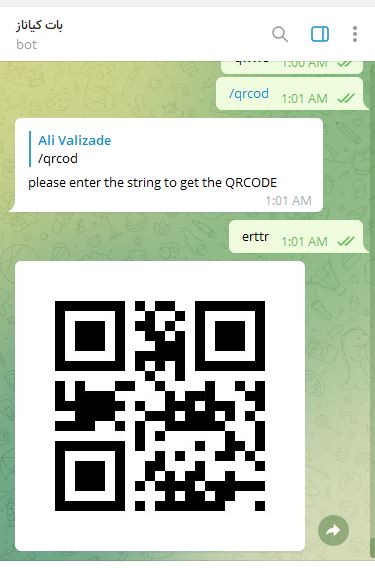 بات کیاناز
bot
1:00 AM
/qrcod 1:01 AM
Ali Valizade
/qrcod
please enter the string to get the QRCODE
1:01 AM
erttr 1:01 AM